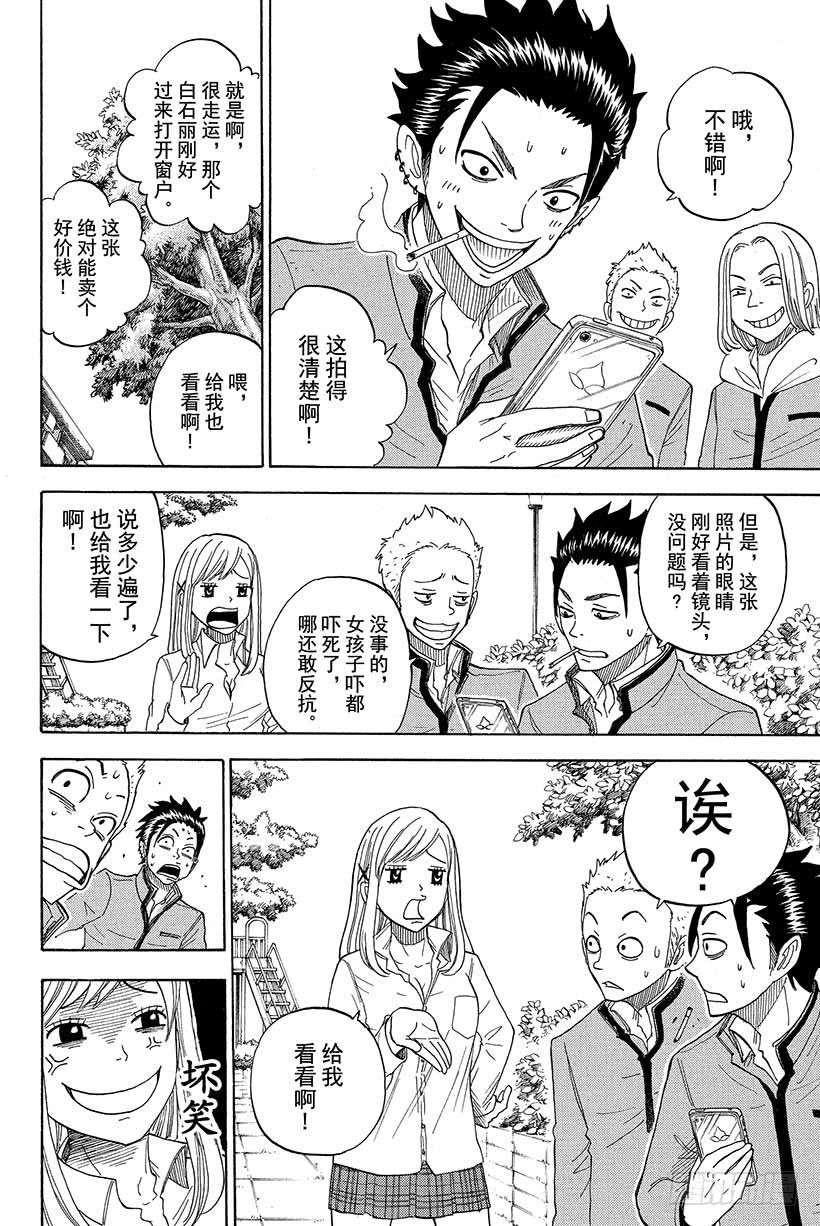 哦，
不错啊！
这拍得
很清楚啊！
就是啊，
很走运，那个
白石丽刚好
过来打开窗户。
这张
绝对能卖个
好价钱！
喂，
给我也
看看啊！
但是，这张
照片的眼睛
刚好看着镜头，
没问题吗？
没事的，
女孩子吓都
吓死了，
哪还敢反抗。
说多少遍了，
也给我看一下
啊！
诶？
给我
看看啊！
坏笑